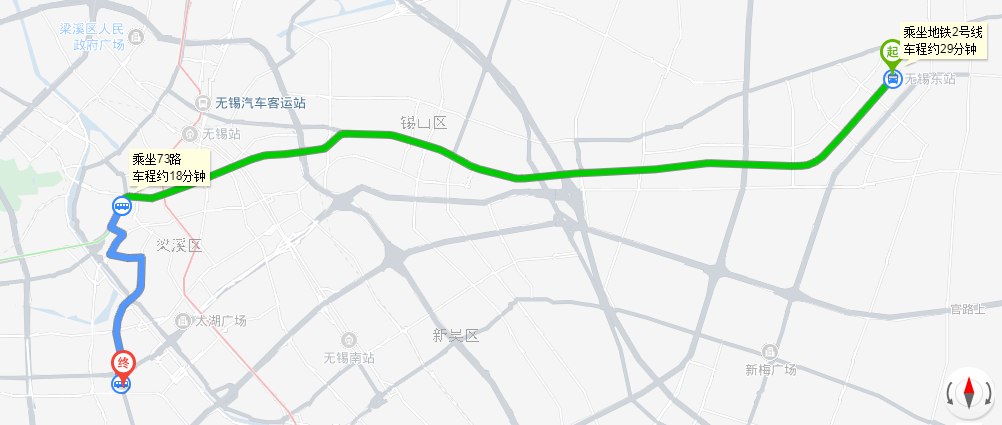 梁溪区人民
政府广场
乘坐地铁2号线
车程约29分钟
起
无锡东站
无锡汽车客运站
无锡站
锡山区
乘坐73路
车程约18分钟
梁溪区
官路上
太湖广场
新吴区
无锡南站
终
新梅广场